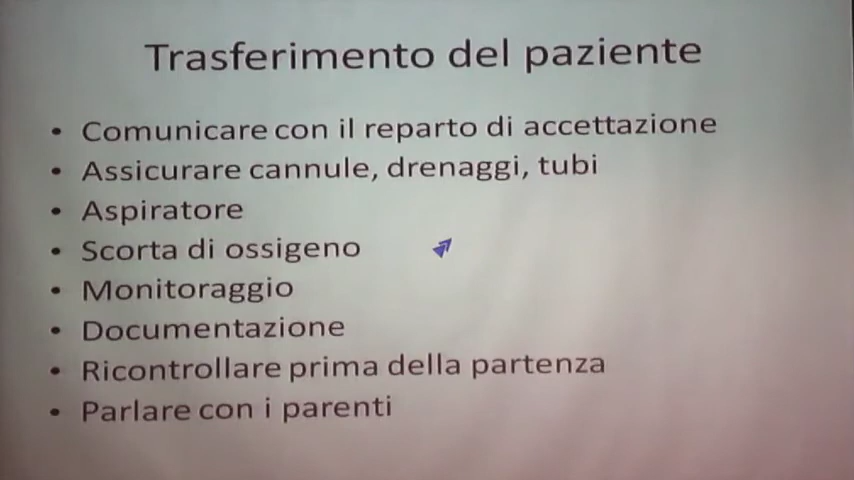 Trasferimento del paziente
• Comunicare con il reparto di accettazione
• Assicurare cannule, drenaggi, tubi
• Aspiratore
• Scorta di ossigeno
• Monitoraggio
• Documentazione
• Ricontrollare prima della partenza
• Parlare con i parenti